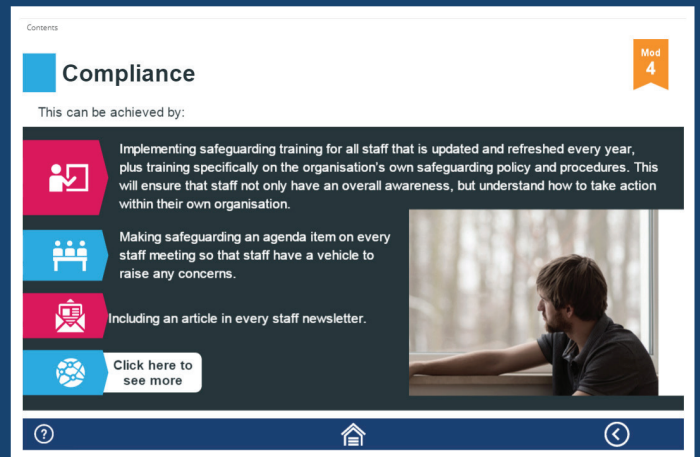 Contents
Mod
4
Compliance
This can be achieved by:
Implementing safeguarding training for all staff that is updated and refreshed every year,
plus training specifically on the organisation's own safeguarding policy and procedures. This
will ensure that staff not only have an overall awareness, but understand how to take action
within their own organisation.
Making safeguarding an agenda item on every
staff meeting so that staff have a vehicle to
raise any concerns.
Including an article in every staff newsletter.
Click here to
see more
?